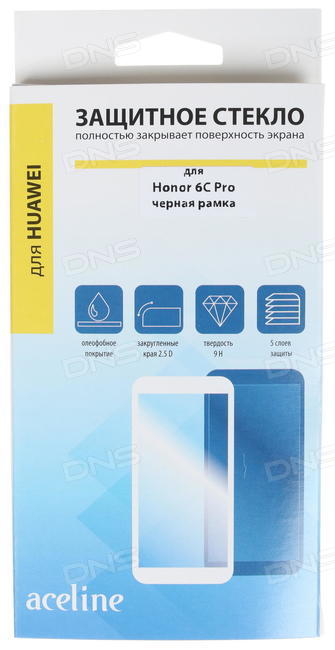 ЗАЩИТНОЕ СТЕКЛО
полностью закрывает поверхность экрана
для HUAWEI
для
Honor 6C Pro
черная рамка
олеофобное
покрытие
закругленные
края 2.5 D
твердость
9 H
5 слоев
защиты
aceline
DNS